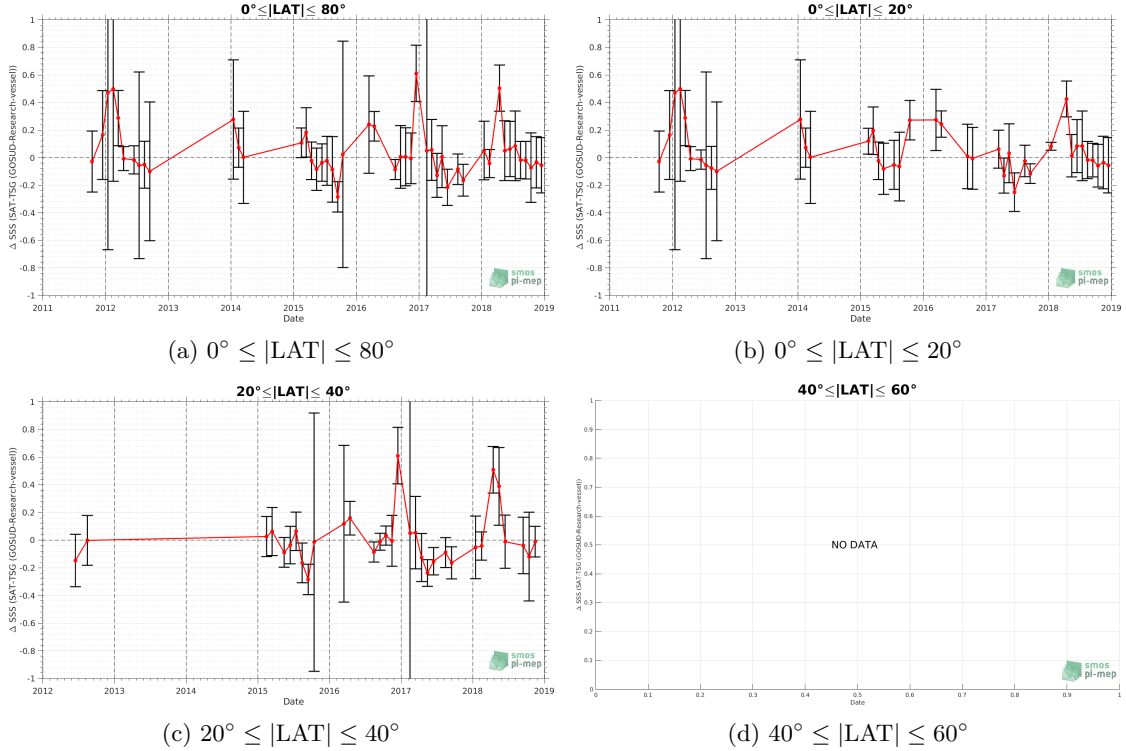 0°≤|LAT|≤ 80°
1
0.8
0.6
0.4
0.2
0
-0.2
-0.4
-0.6
-0.8
-1
Δ SSS (SAT-TSG (GOSUD-Research-vessel))
2011 2012 2013 2014 2015 2016 2017 2018 2019
Date
smos
pi-mep
(a) 0° ≤ |LAT| ≤ 80°
0°≤|LAT|≤ 20°
1
0.8
0.6
0.4
0.2
0
-0.2
-0.4
-0.6
-0.8
-1
Δ SSS (SAT-TSG (GOSUD-Research-vessel))
2011 2012 2013 2014 2015 2016 2017 2018 2019
Date
smos
pi-mep
(b) 0° ≤ |LAT| ≤ 20°
20°≤|LAT|≤ 40°
1
0.8
0.6
0.4
0.2
0
-0.2
-0.4
-0.6
-0.8
-1
Δ SSS (SAT-TSG (GOSUD-Research-vessel))
2012 2013 2014 2015 2016 2017 2018 2019
Date
smos
pi-mep
(c) 20° ≤ |LAT| ≤ 40°
40°≤|LAT|≤ 60°
1
0.9
0.8
0.7
0.6
0.5
0.4
0.3
0.2
0.1
0
Δ SSS (SAT-TSG (GOSUD-Research-vessel))
NO DATA
0 0.1 0.2 0.3 0.4 0.5 0.6 0.7 0.8 0.9 1
Date
smos
pi-mep
(d) 40° ≤ |LAT| ≤ 60°